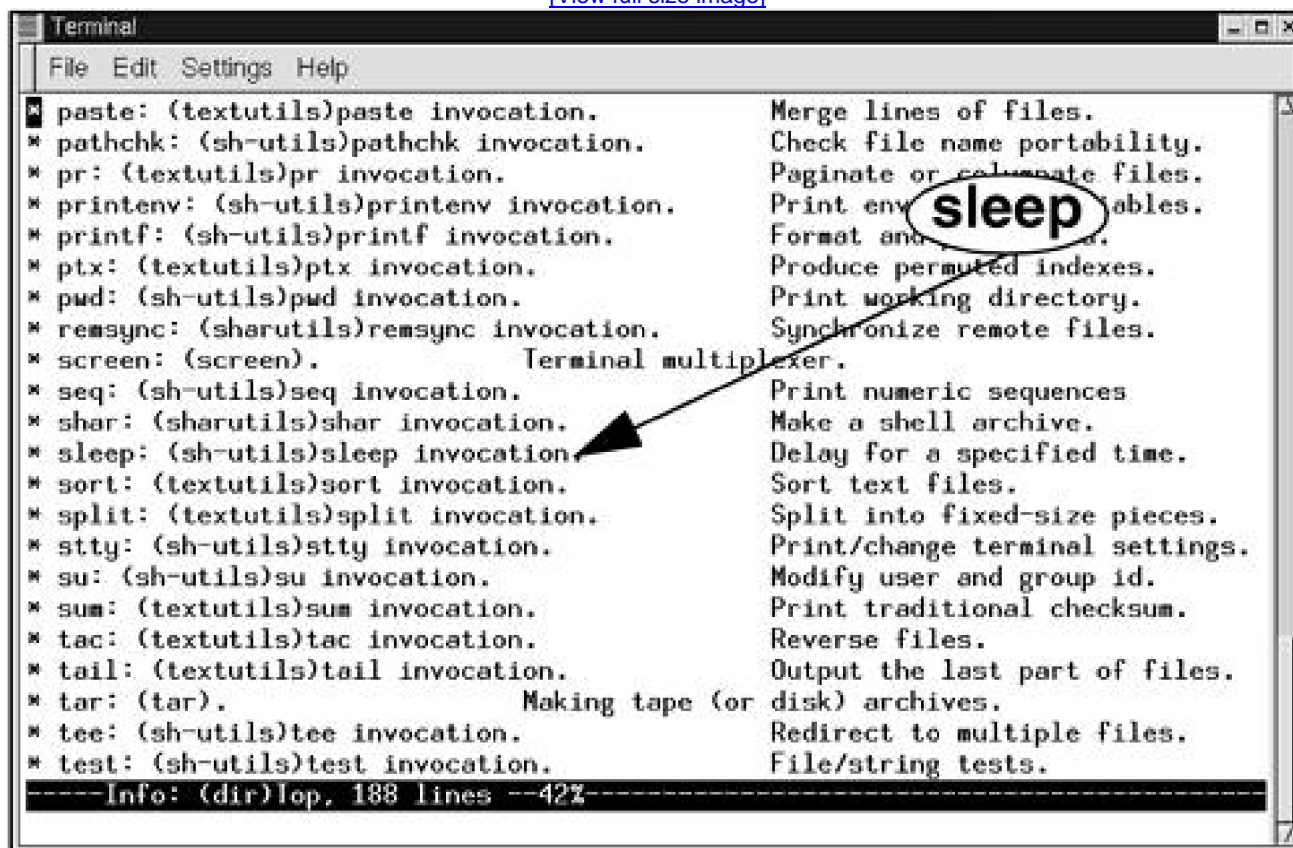 [View full size image]
Terminal
File Edit Settings Help
* paste: (textutils)paste invocation. Merge lines of files.
* pathchk: (sh-utils)pathchk invocation. Check file name portability.
* pr: (textutils)pr invocation. Paginate or columnate files.
* printenv: (sh-utils)printenv invocation. Print env ables.
* printf: (sh-utils)printf invocation. Format and
sleep
* ptx: (textutils)ptx invocation. Produce permuted indexes.
* pwd: (sh-utils)pwd invocation. Print working directory.
* remsync: (sharutils)remsync invocation. Synchronize remote files.
* screen: (screen). Terminal multiplexer.
* seq: (sh-utils)seq invocation. Print numeric sequences
* shar: (sharutils)shar invocation. Make a shell archive.
* sleep: (sh-utils)sleep invocation. Delay for a specified time.
* sort: (textutils)sort invocation. Sort text files.
* split: (textutils)split invocation. Split into fixed-size pieces.
* stty: (sh-utils)stty invocation. Print/change terminal settings.
* su: (sh-utils)su invocation. Modify user and group id.
* sum: (textutils)sum invocation. Print traditional checksum.
* tac: (textutils)tac invocation. Reverse files.
* tail: (textutils)tail invocation. Output the last part of files.
* tar: (tar). Making tape (or disk) archives.
* tee: (sh-utils)tee invocation. Redirect to multiple files.
* test: (sh-utils)test invocation. File/string tests.
-----Info: (dir)Top, 188 lines --42%-----------------------------------------------------